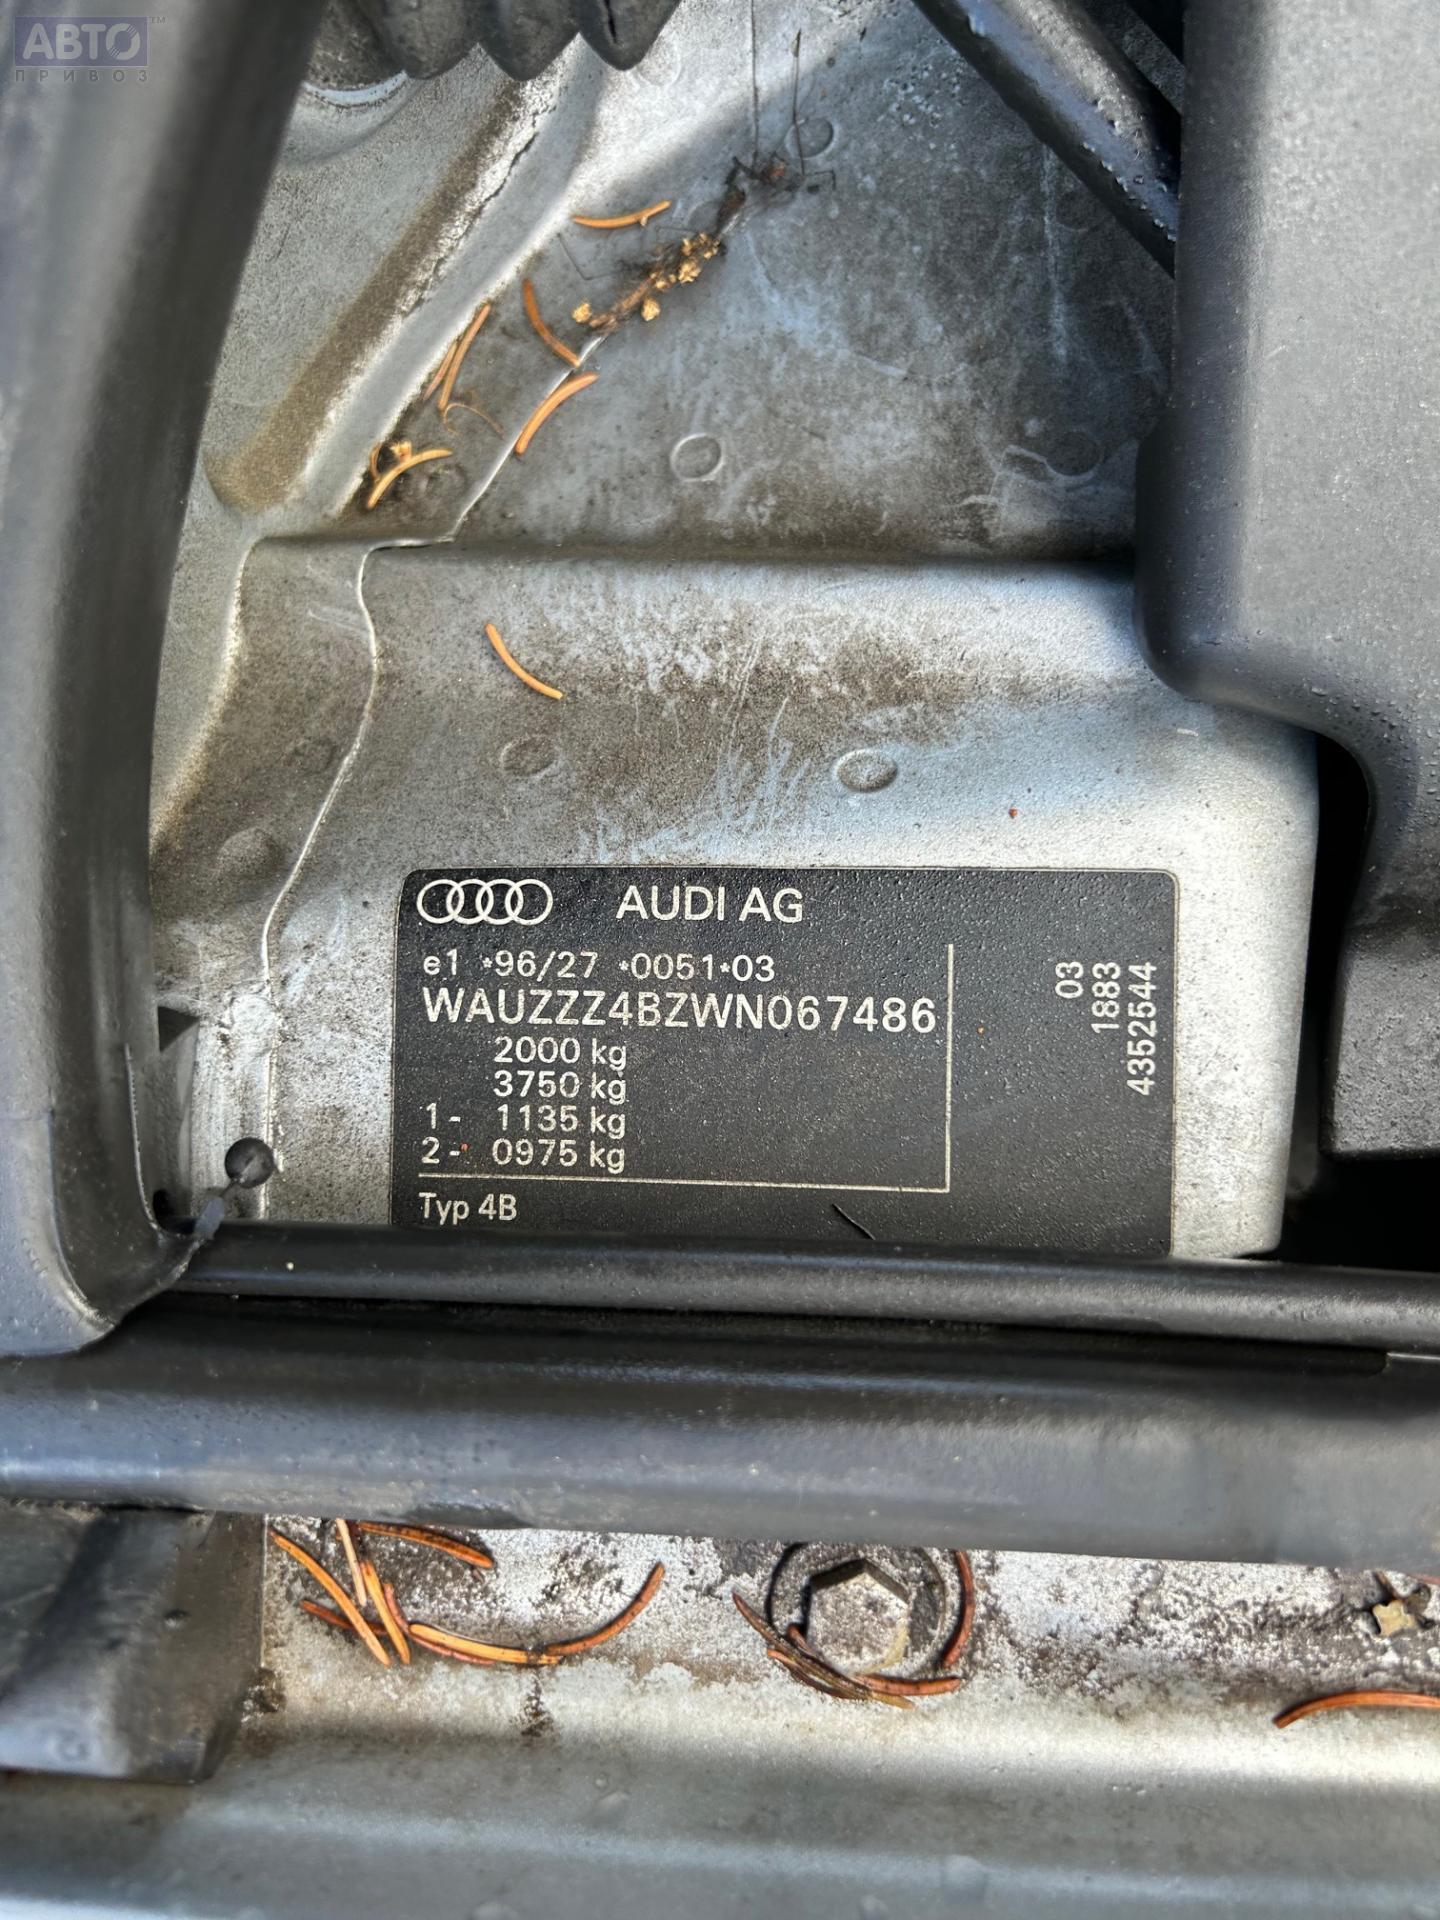 АВТО™
ПРИВОЗ
AUDI AG
e1 *96/27 *0051*03
WAUZZZ4BZWN067486
2000 kg
3750 kg
1- 1135 kg
2- 0975 kg
Typ 4B
03
1883
4352544